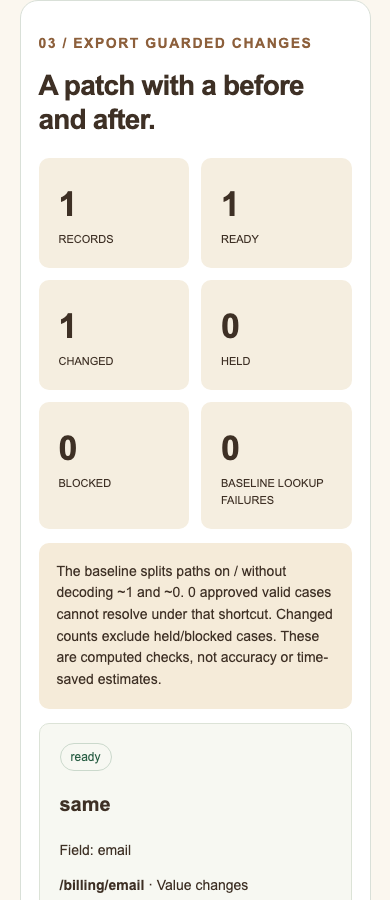 03 / EXPORT GUARDED CHANGES
A patch with a before
and after.
1
RECORDS
1
READY
1
CHANGED
0
HELD
0
BLOCKED
0
BASELINE LOOKUP
FAILURES
The baseline splits paths on / without
decoding ~1 and ~0. 0 approved valid cases
cannot resolve under that shortcut. Changed
counts exclude held/blocked cases. These
are computed checks, not accuracy or time-
saved estimates.
ready
same
Field: email
/billing/email · Value changes